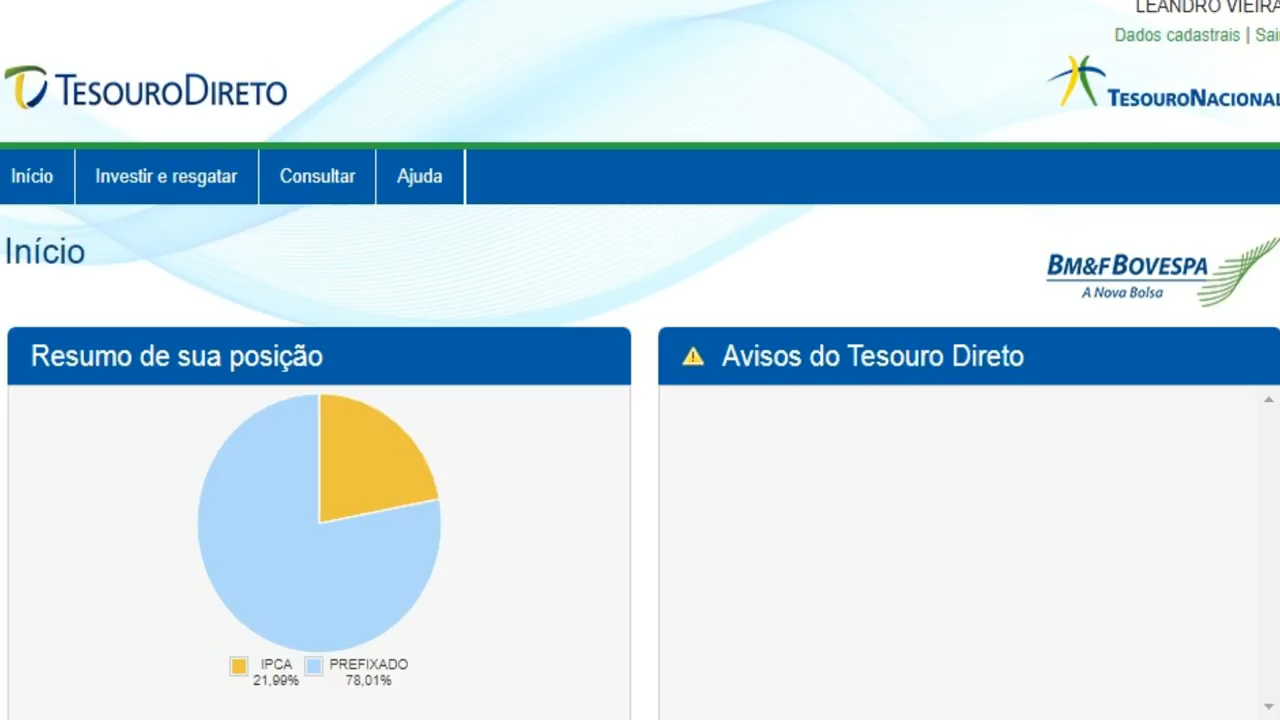 LEANDRO VIEIRA
Dados cadastrais | Sair
TESOURODIRETO
TESOURONACIONAL
Início
Investir e resgatar
Consultar
Ajuda
Início
BM&FBOVESPA
A Nova Bolsa
Resumo de sua posição
Avisos do Tesouro Direto
IPCA
21,99%
PREFIXADO
78,01%